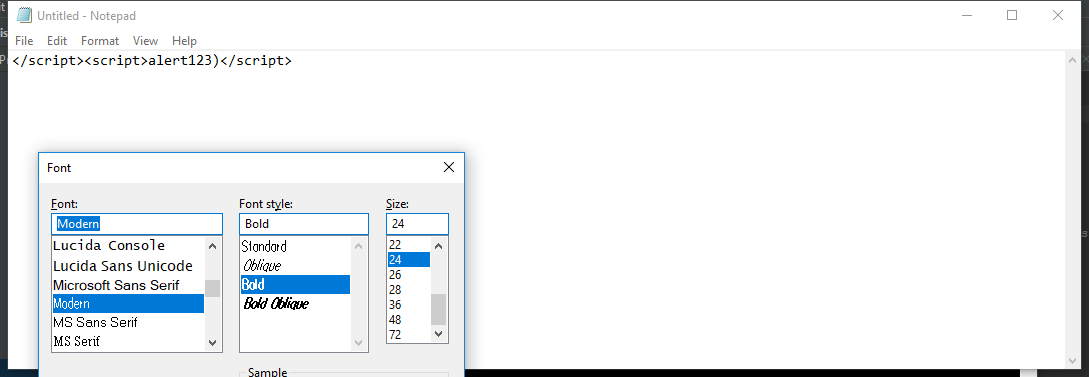 Untitled - Notepad
File Edit Format View Help
</script><script>alert123)</script>
Font
Font: Font style: Size:
Modern Bold 24
Lucida Console Standard 22
Lucida Sans Unicode Oblique 24
Microsoft Sans Serif Bold 26
Modern Bold Oblique 28
MS Sans Serif 36
MS Serif 48
72
Sample